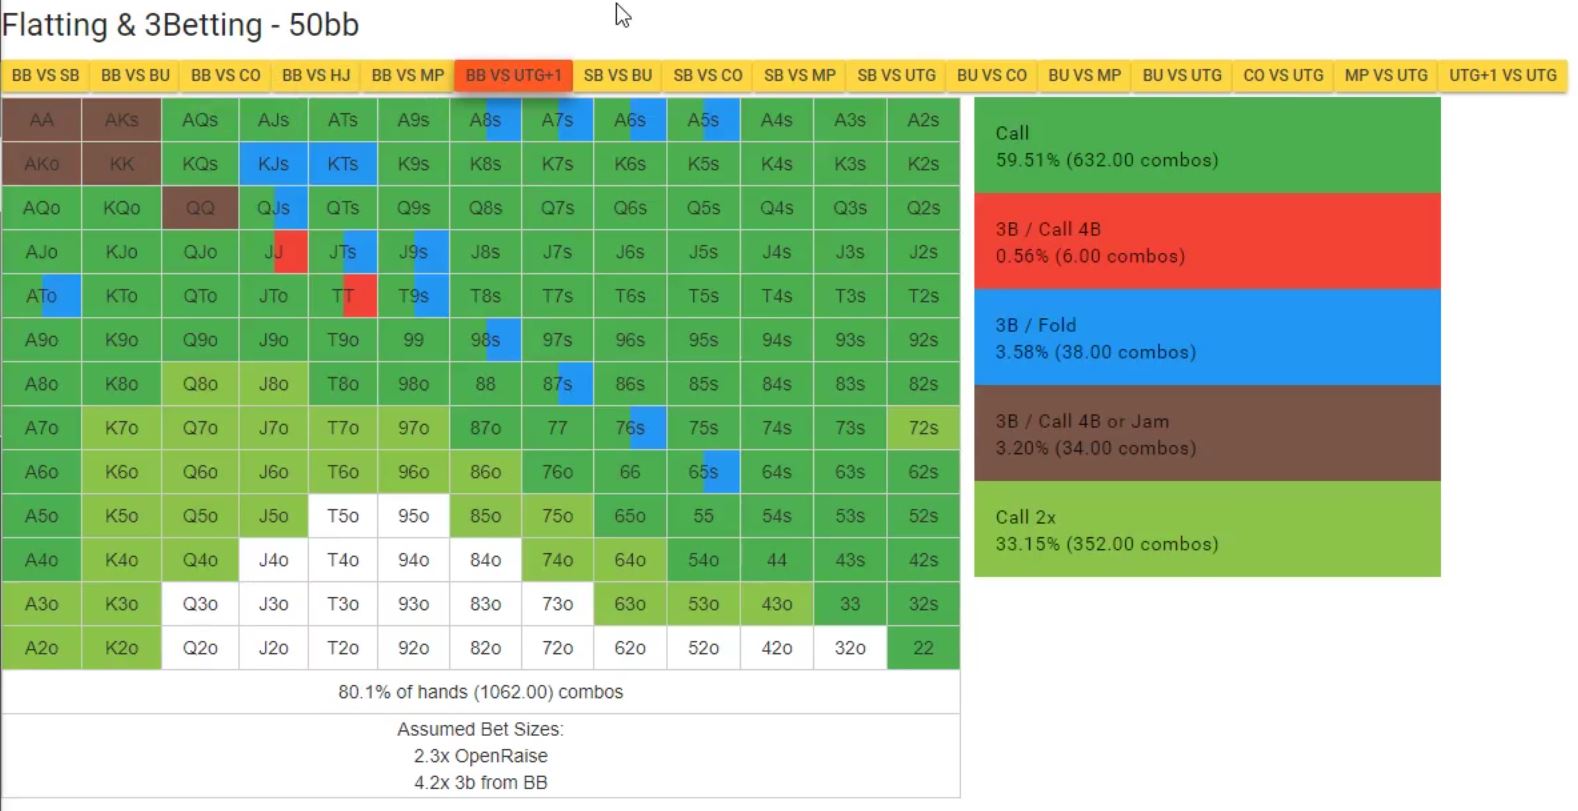 Flatting & 3Betting - 50bb
BB VS SB BB VS BU BB VS CO BB VS HJ BB VS MP BB VS UTG+1 SB VS BU SB VS CO SB VS MP SB VS UTG BU VS CO BU VS MP BU VS UTG CO VS UTG MP VS UTG UTG+1 VS UTG
AA AKs AQs AJs ATs A9s A8s A7s A6s A5s A4s A3s A2s
AKo KK KQs KJs KTs K9s K8s K7s K6s K5s K4s K3s K2s
AQo KQo QQ QJs QTs Q9s Q8s Q7s Q6s Q5s Q4s Q3s Q2s
AJo KJo QJo JJ JTs J9s J8s J7s J6s J5s J4s J3s J2s
ATo KTo QTo JTo TT T9s T8s T7s T6s T5s T4s T3s T2s
A9o K9o Q9o J9o T9o 99 98s 97s 96s 95s 94s 93s 92s
A8o K8o Q8o J8o T8o 98o 88 87s 86s 85s 84s 83s 82s
A7o K7o Q7o J7o T7o 97o 87o 77 76s 75s 74s 73s 72s
A6o K6o Q6o J6o T6o 96o 86o 76o 66 65s 64s 63s 62s
A5o K5o Q5o J5o T5o 95o 85o 75o 65o 55 54s 53s 52s
A4o K4o Q4o J4o T4o 94o 84o 74o 64o 54o 44 43s 42s
A3o K3o Q3o J3o T3o 93o 83o 73o 63o 53o 43o 33 32s
A2o K2o Q2o J2o T2o 92o 82o 72o 62o 52o 42o 32o 22
80.1% of hands (1062.00) combos
Assumed Bet Sizes:
2.3x OpenRaise
4.2x 3b from BB
Call
59.51% (632.00 combos)
3B / Call 4B
0.56% (6.00 combos)
3B / Fold
3.58% (38.00 combos)
3B / Call 4B or Jam
3.20% (34.00 combos)
Call 2x
33.15% (352.00 combos)